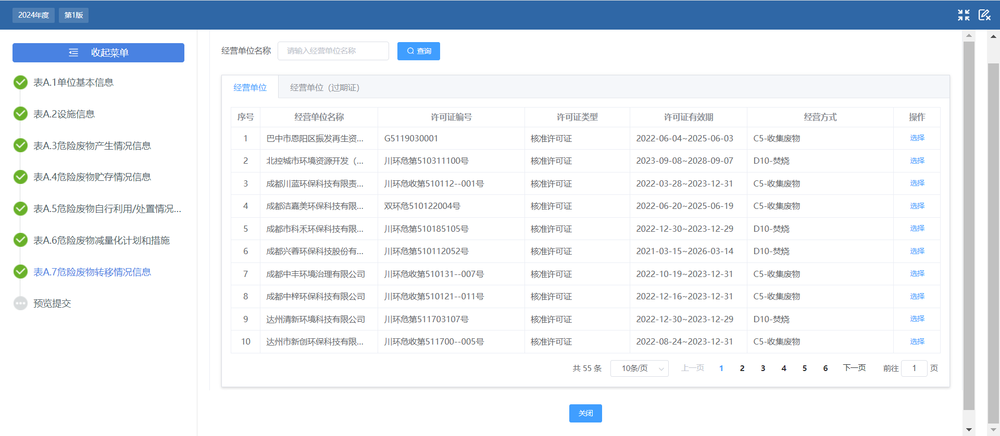 2024年度 第1版
收起菜单
表A.1单位基本信息
表A.2设施信息
表A.3危险废物产生情况信息
表A.4危险废物贮存情况信息
表A.5危险废物自行利用/处置情况...
表A.6危险废物减量化计划和措施
表A.7危险废物转移情况信息
预览提交
经营单位名称 请输入经营单位名称 查询
经营单位 经营单位（过期证）
序号 经营单位名称 许可证编号 许可证类型 许可证有效期 经营方式 操作
1 巴中市恩阳区振发再生资... G5119030001 核准许可证 2022-06-04~2025-06-03 C5-收集废物 选择
2 北控城市环境资源开发（... 川环危第510311100号 核准许可证 2023-09-08~2028-09-07 D10-焚烧 选择
3 成都川蓝环保科技有限责... 川环危收第510112--001号 核准许可证 2022-03-28~2023-12-31 C5-收集废物 选择
4 成都洁嘉美环保科技有限... 双环危510122004号 核准许可证 2022-06-20~2025-06-19 C5-收集废物 选择
5 成都市科禾环保科技有限... 川环危第510185105号 核准许可证 2022-12-30~2023-12-29 D10-焚烧 选择
6 成都兴蓉环保科技股份有... 川环危第510112052号 核准许可证 2021-03-15~2026-03-14 D10-焚烧 选择
7 成都中丰环境治理有限公司 川环危收第510131--007号 核准许可证 2022-10-19~2023-12-31 C5-收集废物 选择
8 成都中梓环保科技有限公司 川环危收第510121--011号 核准许可证 2022-12-16~2023-12-31 C5-收集废物 选择
9 达州清新环境科技有限公司 川环危第511703107号 核准许可证 2022-12-30~2023-12-29 D10-焚烧 选择
10 达州市新创环保科技有限... 川环危收第511700--005号 核准许可证 2022-08-24~2023-12-31 C5-收集废物 选择
共 55 条 10条/页 上一页 1 2 3 4 5 6 下一页 前往 1 页
关闭